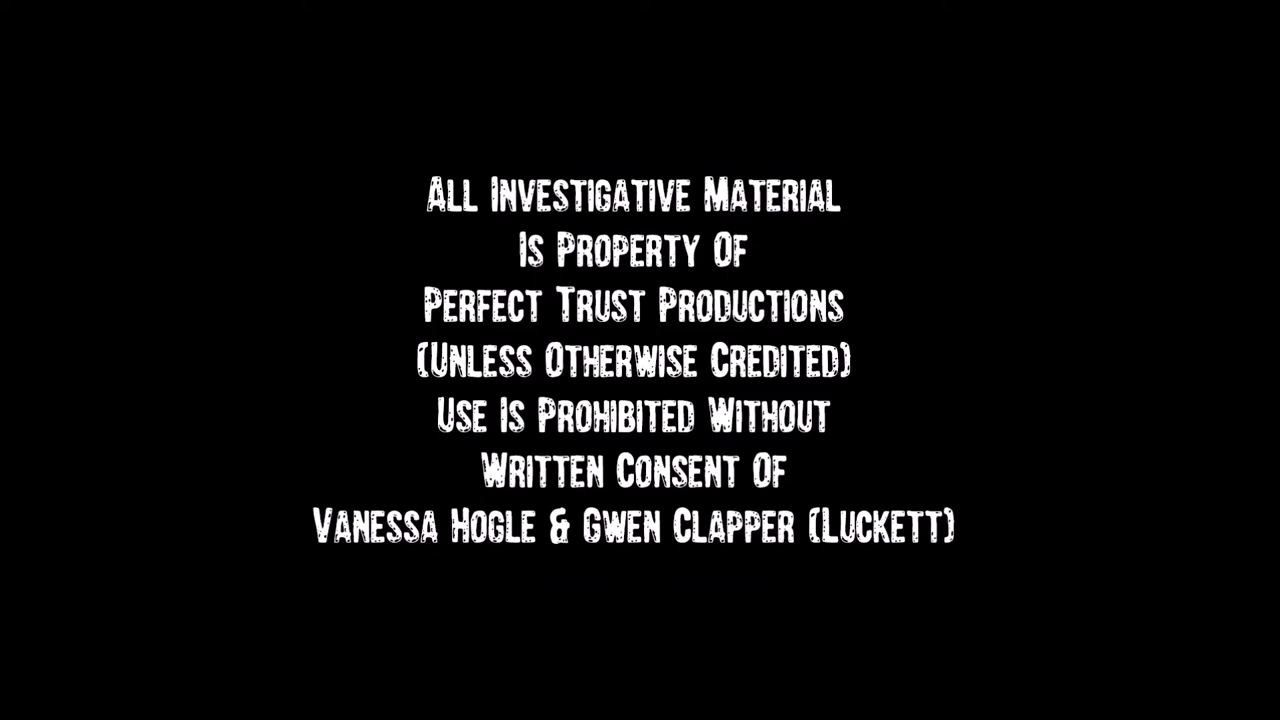 All Investigative Material
Is Property Of
Perfect Trust Productions
(Unless Otherwise Credited)
Use Is Prohibited Without
Written Consent Of
Vanessa Hogle & Gwen Clapper (Luckett)